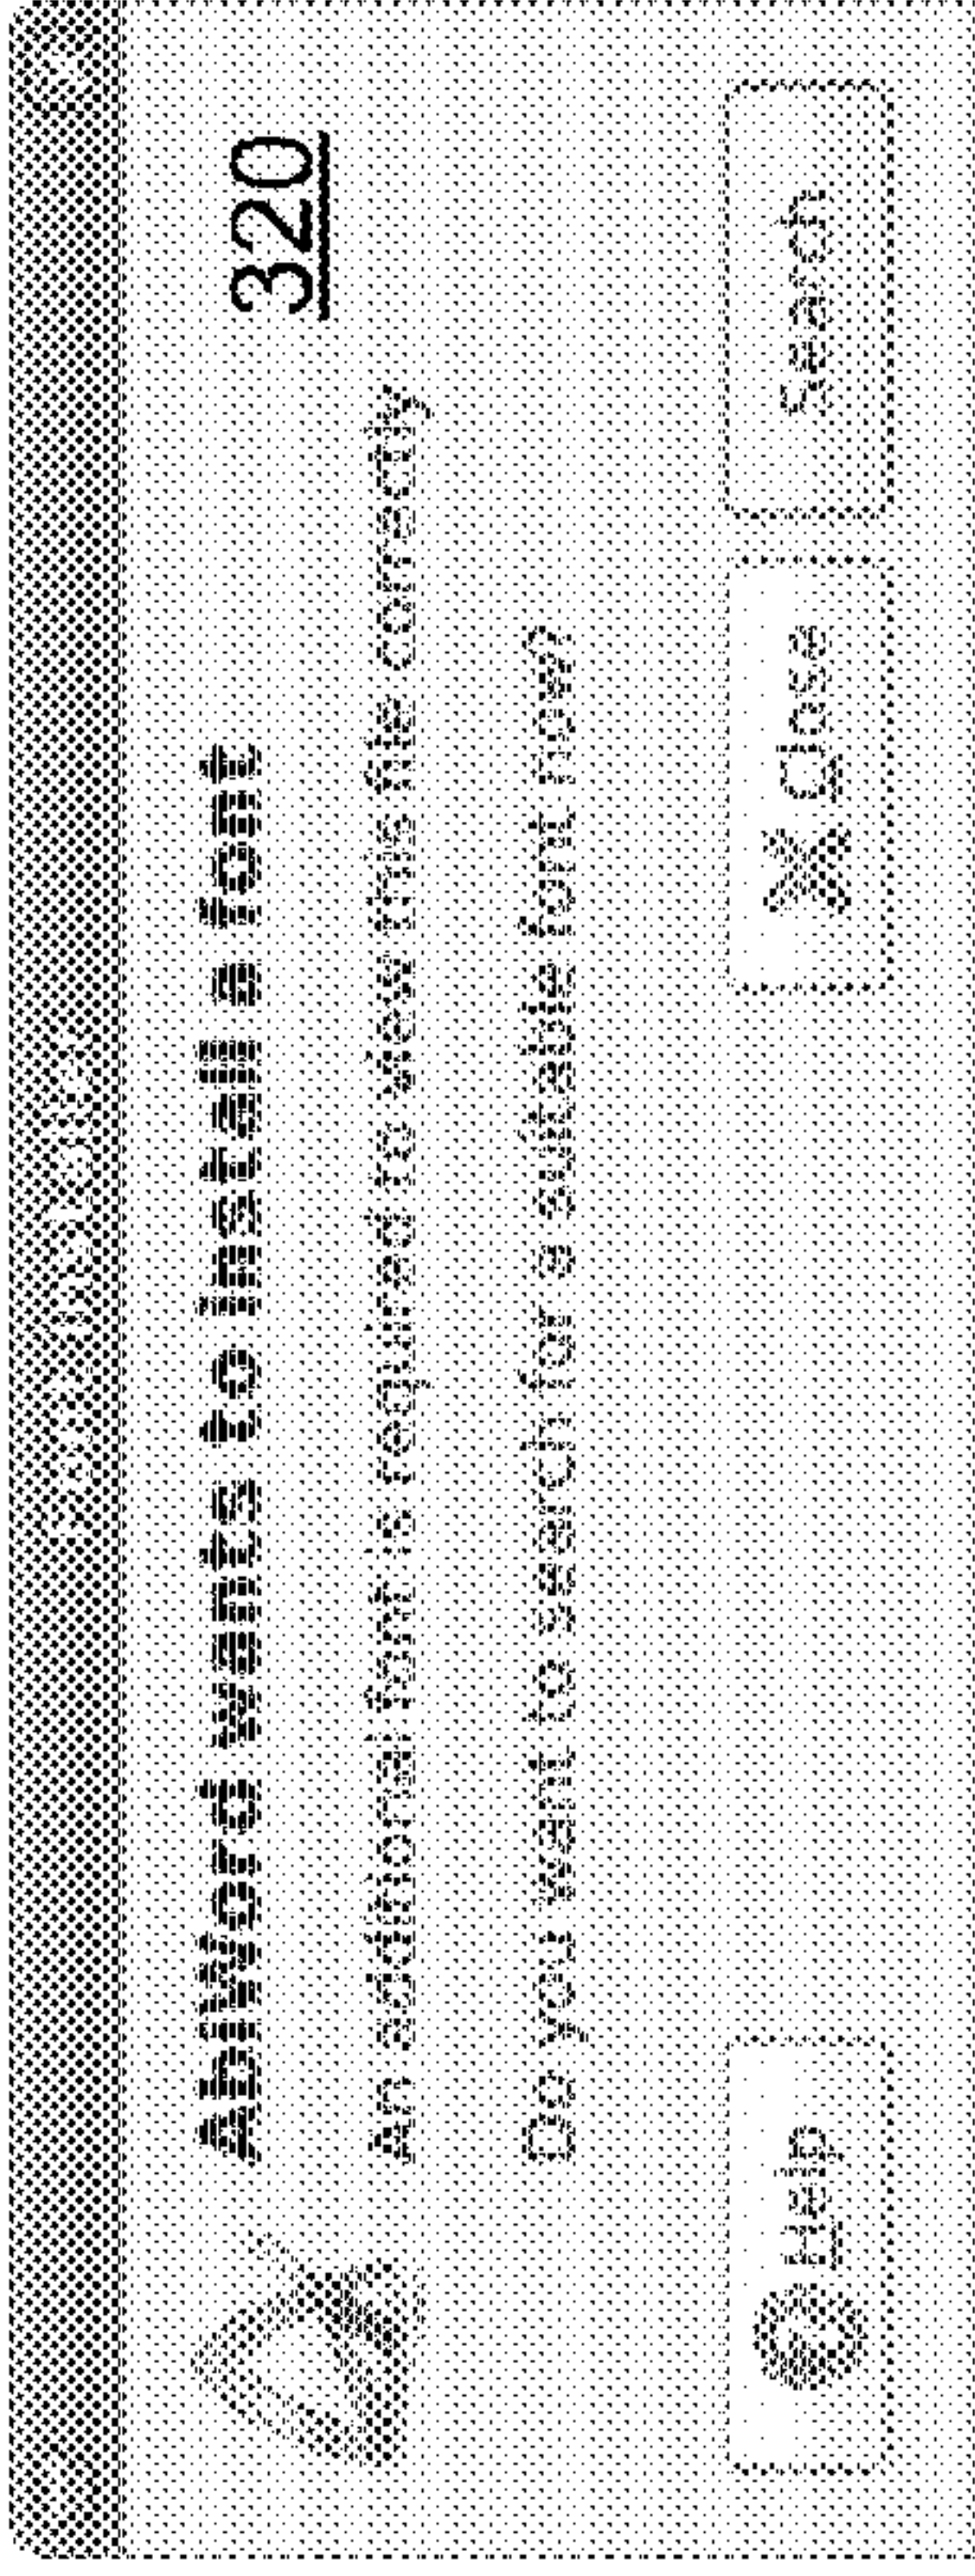 AbiWord wants to install a font
320
An additional font is required to view this file correctly
Do you want to search for a suitable font now?
Help
Close
Search